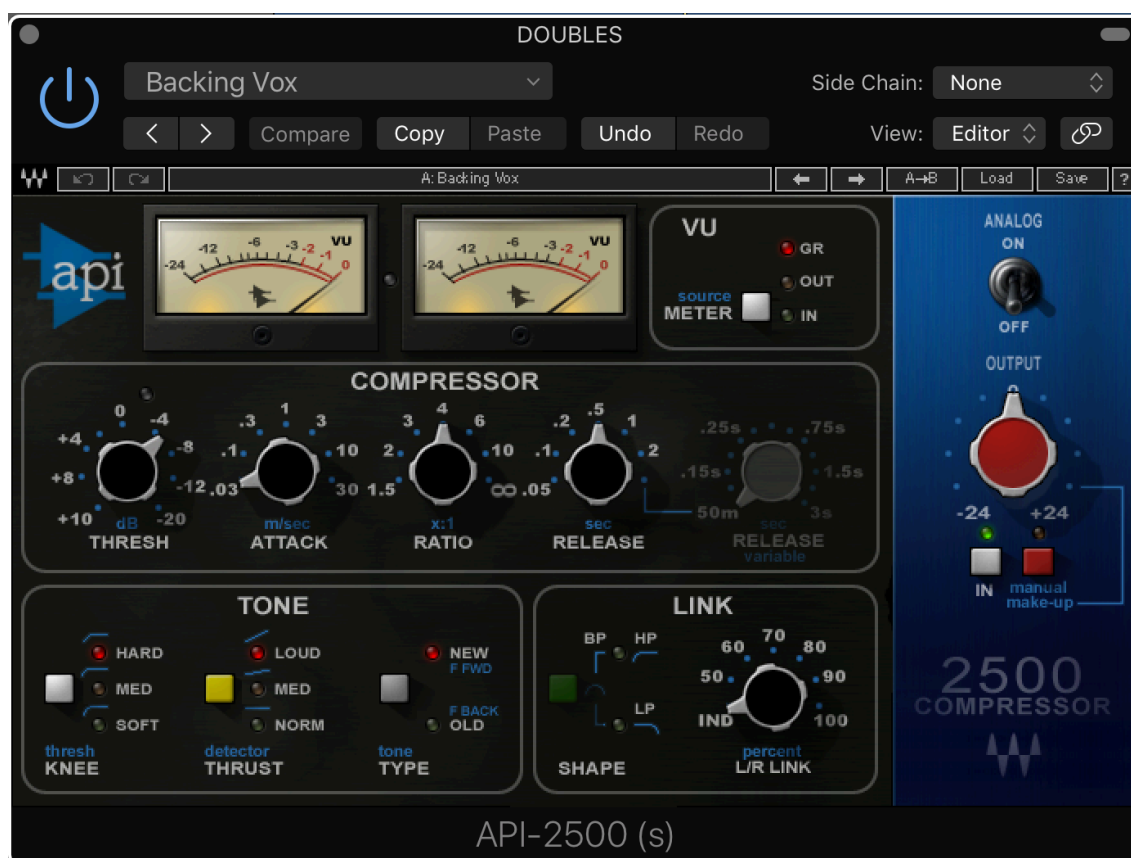 DOUBLES
Backing Vox
Side Chain: None
Compare Copy Paste Undo Redo
View: Editor
A: Backing Vox
A→B Load Save ?
api
-24 -12 -6 -3 -2 -1 0 VU
-24 -12 -6 -3 -2 -1 0 VU
VU
GR
OUT
IN
source
METER
ANALOG
ON
OFF
OUTPUT
0
-24 +24
IN
manual
make-up
COMPRESSOR
+10 +8 +4 0 -4 -8 -12 -20
dB
THRESH
.03 .1 .3 1 3 10 30
m/sec
ATTACK
1.5 2 3 4 6 10 ∞
x:1
RATIO
.05 .1 .2 .5 1 2
sec
RELEASE
50m .15s .25s .75s 1.5s 3s
sec
RELEASE
variable
TONE
HARD
MED
SOFT
thresh
KNEE
LOUD
MED
NORM
detector
THRUST
NEW
F FWD
F BACK
OLD
tone
TYPE
LINK
BP HP
LP
SHAPE
IND 50 60 70 80 90 100
percent
L/R LINK
2500
COMPRESSOR
API-2500 (s)